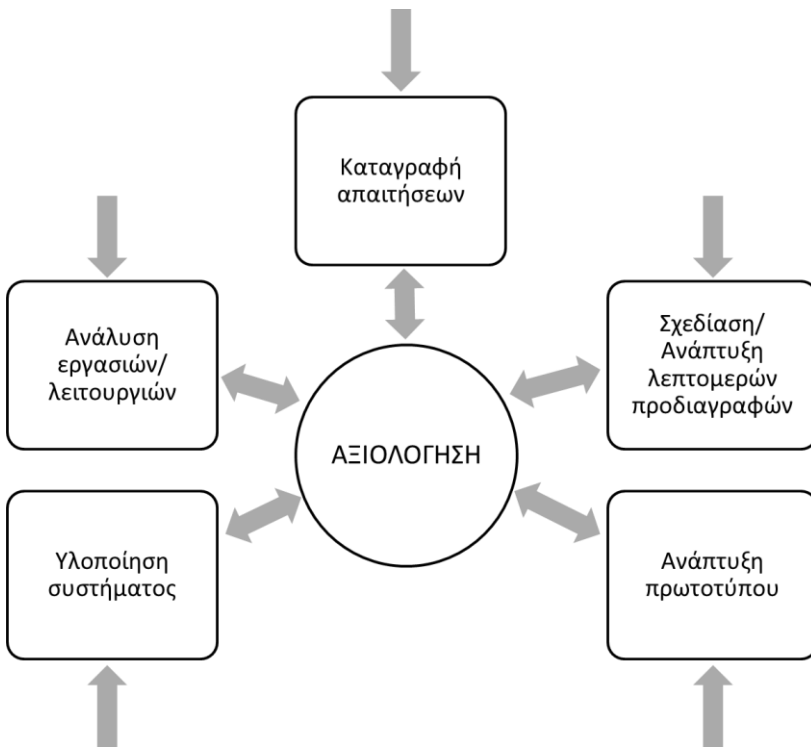 Καταγραφή
απαιτήσεων
Ανάλυση
εργασιών/
λειτουργιών
Σχεδίαση/
Ανάπτυξη
λεπτομερών
προδιαγραφών
ΑΞΙΟΛΟΓΗΣΗ
Υλοποίηση
συστήματος
Ανάπτυξη
πρωτοτύπου